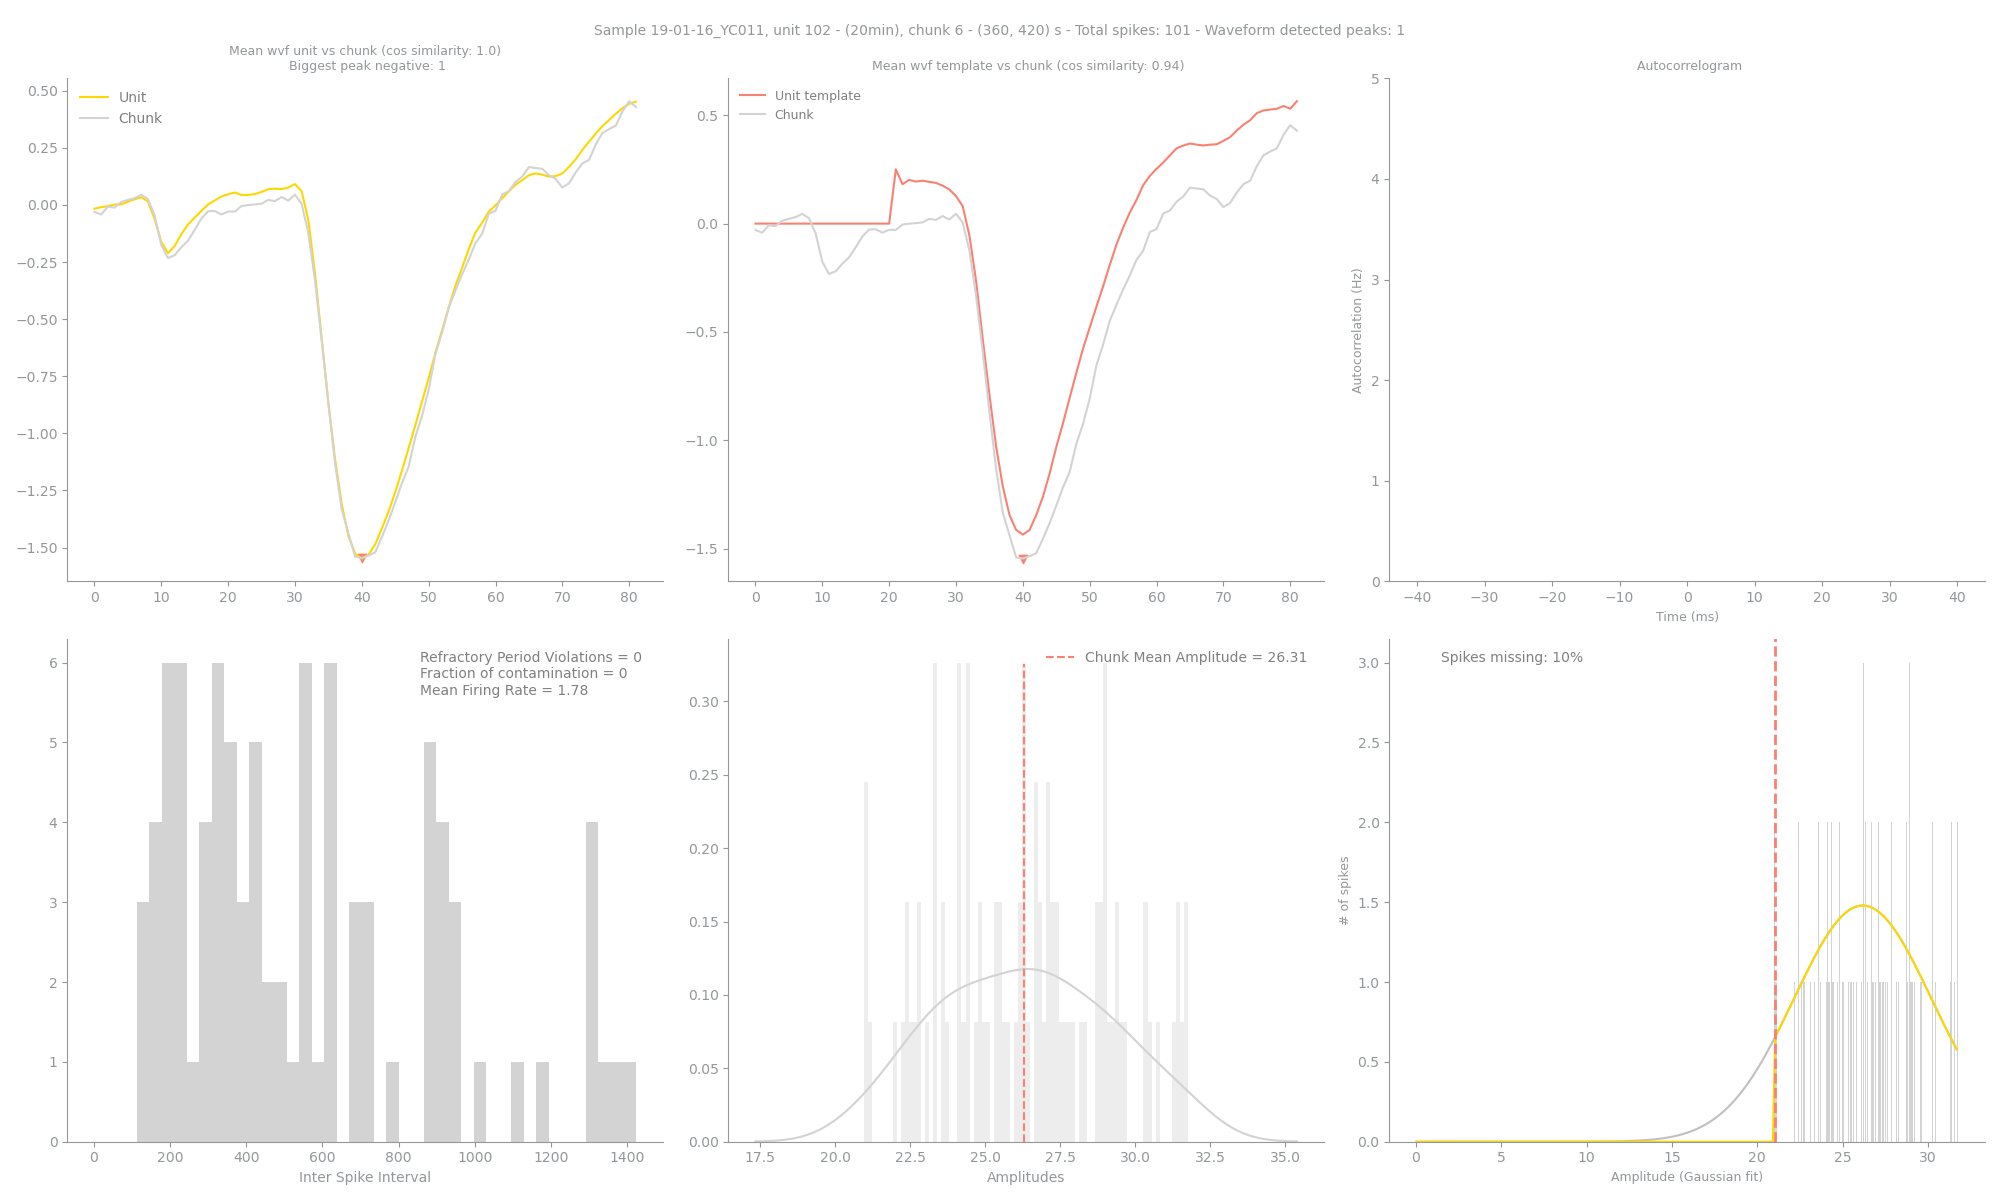 Sample 19-01-16_YC011, unit 102 - (20min), chunk 6 - (360, 420) s - Total spikes: 101 - Waveform detected peaks: 1
Mean wvf unit vs chunk (cos similarity: 1.0)
Biggest peak negative: 1
Unit
Chunk
0.50
0.25
0.00
−0.25
−0.50
−0.75
−1.00
−1.25
−1.50
0 10 20 30 40 50 60 70 80
Mean wvf template vs chunk (cos similarity: 0.94)
Unit template
Chunk
0.5
0.0
−0.5
−1.0
−1.5
0 10 20 30 40 50 60 70 80
Autocorrelogram
Autocorrelation (Hz)
5
4
3
2
1
0
−40 −30 −20 −10 0 10 20 30 40
Time (ms)
Refractory Period Violations = 0
Fraction of contamination = 0
Mean Firing Rate = 1.78
6
5
4
3
2
1
0
0 200 400 600 800 1000 1200 1400
Inter Spike Interval
Chunk Mean Amplitude = 26.31
0.30
0.25
0.20
0.15
0.10
0.05
0.00
17.5 20.0 22.5 25.0 27.5 30.0 32.5 35.0
Amplitudes
Spikes missing: 10%
# of spikes
3.0
2.5
2.0
1.5
1.0
0.5
0.0
0 5 10 15 20 25 30
Amplitude (Gaussian fit)